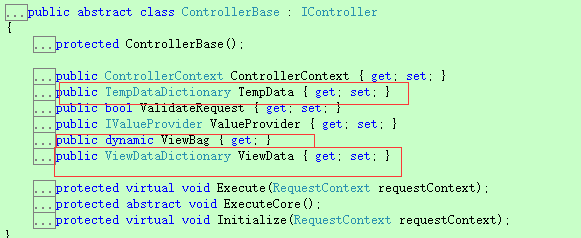 ...public abstract class ControllerBase : IController
{
... protected ControllerBase();
... public ControllerContext ControllerContext { get; set; }
... public TempDataDictionary TempData { get; set; }
... public bool ValidateRequest { get; set; }
... public IValueProvider ValueProvider { get; set; }
... public dynamic ViewBag { get; }
... public ViewDataDictionary ViewData { get; set; }
... protected virtual void Execute(RequestContext requestContext);
... protected abstract void ExecuteCore();
... protected virtual void Initialize(RequestContext requestContext);
}